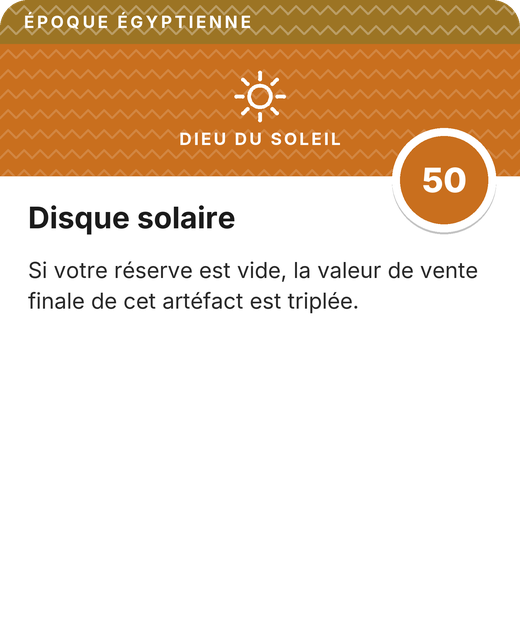 ÉPOQUE ÉGYPTIENNE
DIEU DU SOLEIL
50
Disque solaire
Si votre réserve est vide, la valeur de vente
finale de cet artéfact est triplée.